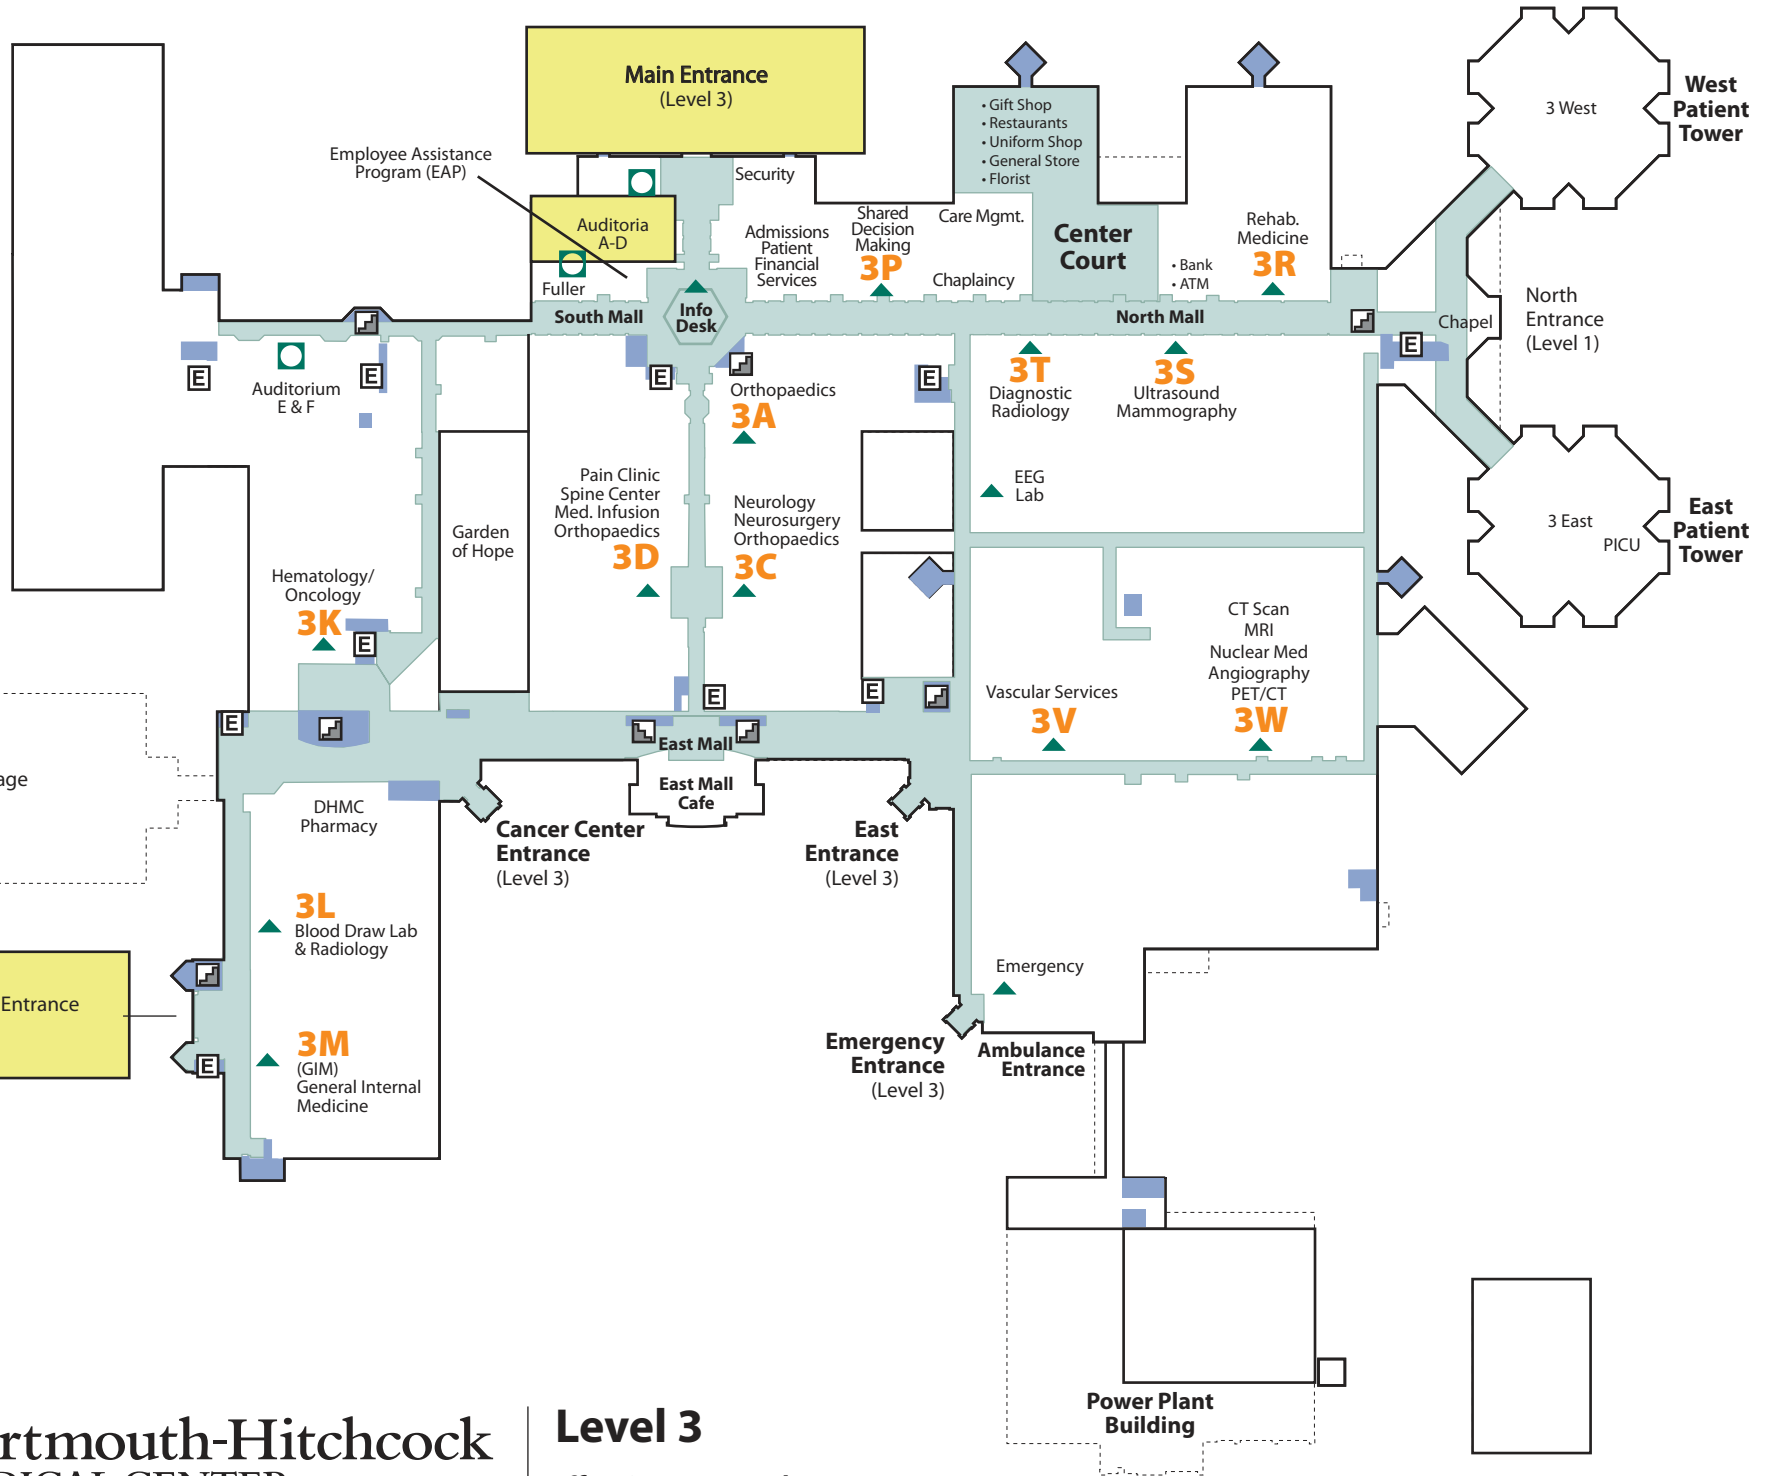 Main Entrance
(Level 3)
• Gift Shop
• Restaurants
• Uniform Shop
• General Store
• Florist
3 West
West
Patient
Tower
Employee Assistance
Program (EAP)
Security
Auditoria
A-D
Fuller
Admissions
Patient
Financial
Services
Shared
Decision
Making
3P
Care Mgmt.
Chaplaincy
Center
Court
• Bank
• ATM
Rehab.
Medicine
3R
South Mall
Info
Desk
North Mall
Chapel
North
Entrance
(Level 1)
E
Auditorium
E & F
E
E
Orthopaedics
3A
E
3T
Diagnostic
Radiology
3S
Ultrasound
Mammography
E
EEG
Lab
Garden
of Hope
Pain Clinic
Spine Center
Med. Infusion
Orthopaedics
3D
Neurology
Neurosurgery
Orthopaedics
3C
3 East
PICU
East
Patient
Tower
Hematology/
Oncology
3K
E
CT Scan
MRI
Nuclear Med
Angiography
PET/CT
3W
Vascular Services
3V
E
E
E
East Mall
East Mall
Cafe
age
DHMC
Pharmacy
Cancer Center
Entrance
(Level 3)
East
Entrance
(Level 3)
3L
Blood Draw Lab
& Radiology
Entrance
3M
(GIM)
General Internal
Medicine
E
Emergency
Emergency
Entrance
(Level 3)
Ambulance
Entrance
Power Plant
Building
rtmouth-Hitchcock
DICAL CENTER
Level 3